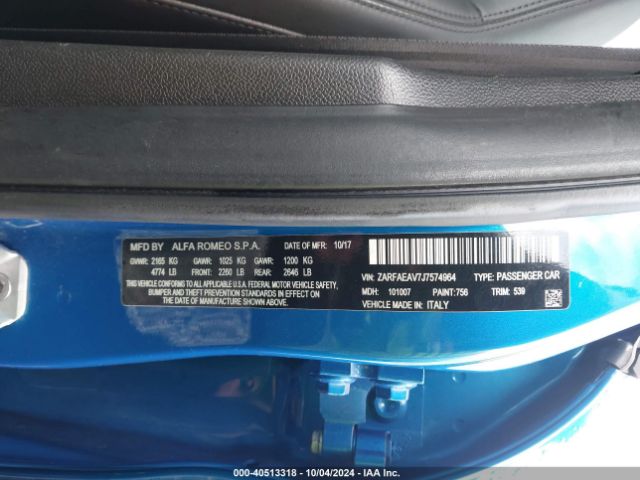 MFD BY ALFA ROMEO S.P.A. DATE OF MFR: 10/17
GVWR: 2165 KG GAWR: 1025 KG GAWR: 1200 KG
4774 LB FRONT: 2260 LB REAR: 2646 LB
THIS VEHICLE CONFORMS TO ALL APPLICABLE U.S.A. FEDERAL MOTOR VEHICLE SAFETY,
BUMPER AND THEFT PREVENTION STANDARDS IN EFFECT ON THE DATE OF
MANUFACTURE SHOWN ABOVE.
VIN: ZARFAEAV7J7574964 TYPE: PASSENGER CAR
MDH: 101007 PAINT: 756 TRIM: 539
VEHICLE MADE IN: ITALY
000-40513318 - 10/04/2024 - IAA Inc.